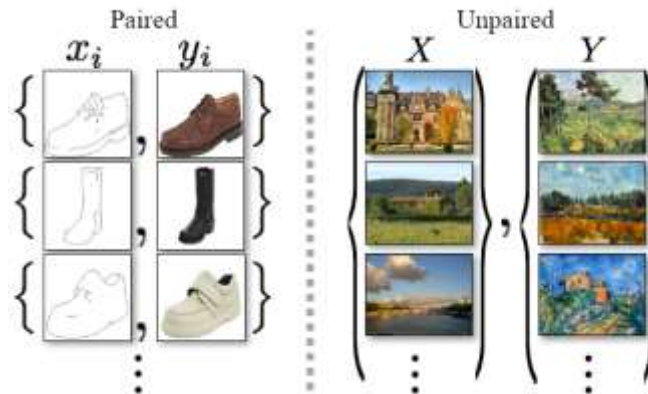 Paired
Unpaired
x_i
y_i
X
Y
{ , }
{ , }
{ , }
⋮
{ ⋮ } , { ⋮ }